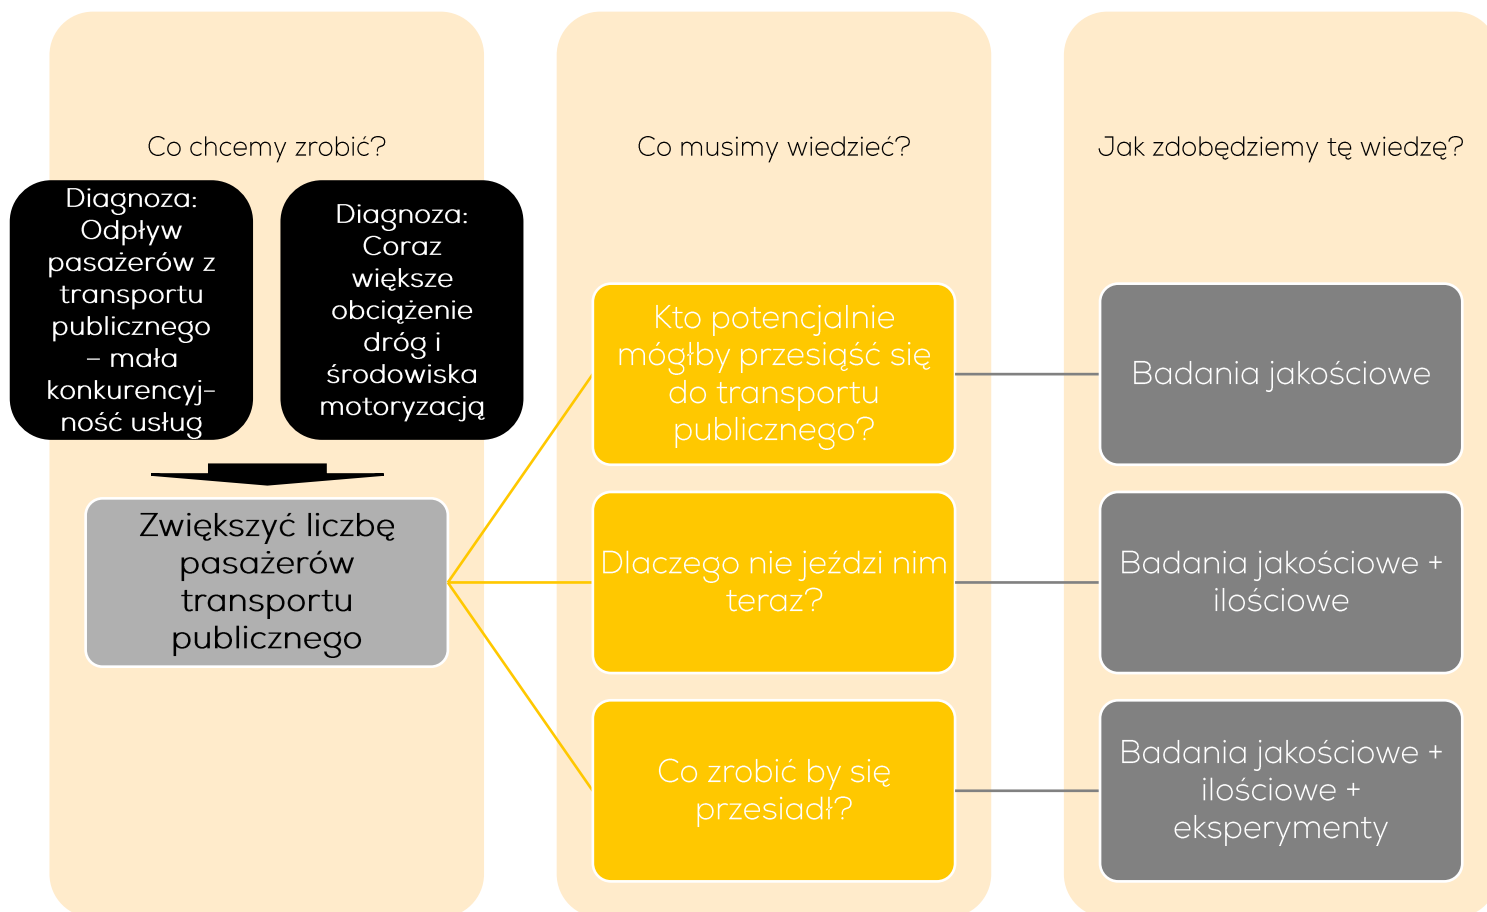 Co chcemy zrobić?
Diagnoza:
Odpływ
pasażerów z
transportu
publicznego
– mała
konkurencyj-
ność usług
Diagnoza:
Coraz
większe
obciążenie
dróg i
środowiska
motoryzacją
Zwiększyć liczbę
pasażerów
transportu
publicznego
Co musimy wiedzieć?
Kto potencjalnie
mógłby przesiąść się
do transportu
publicznego?
Dlaczego nie jeździ nim
teraz?
Co zrobić by się
przesiadł?
Jak zdobędziemy tę wiedzę?
Badania jakościowe
Badania jakościowe +
ilościowe
Badania jakościowe +
ilościowe +
eksperymenty